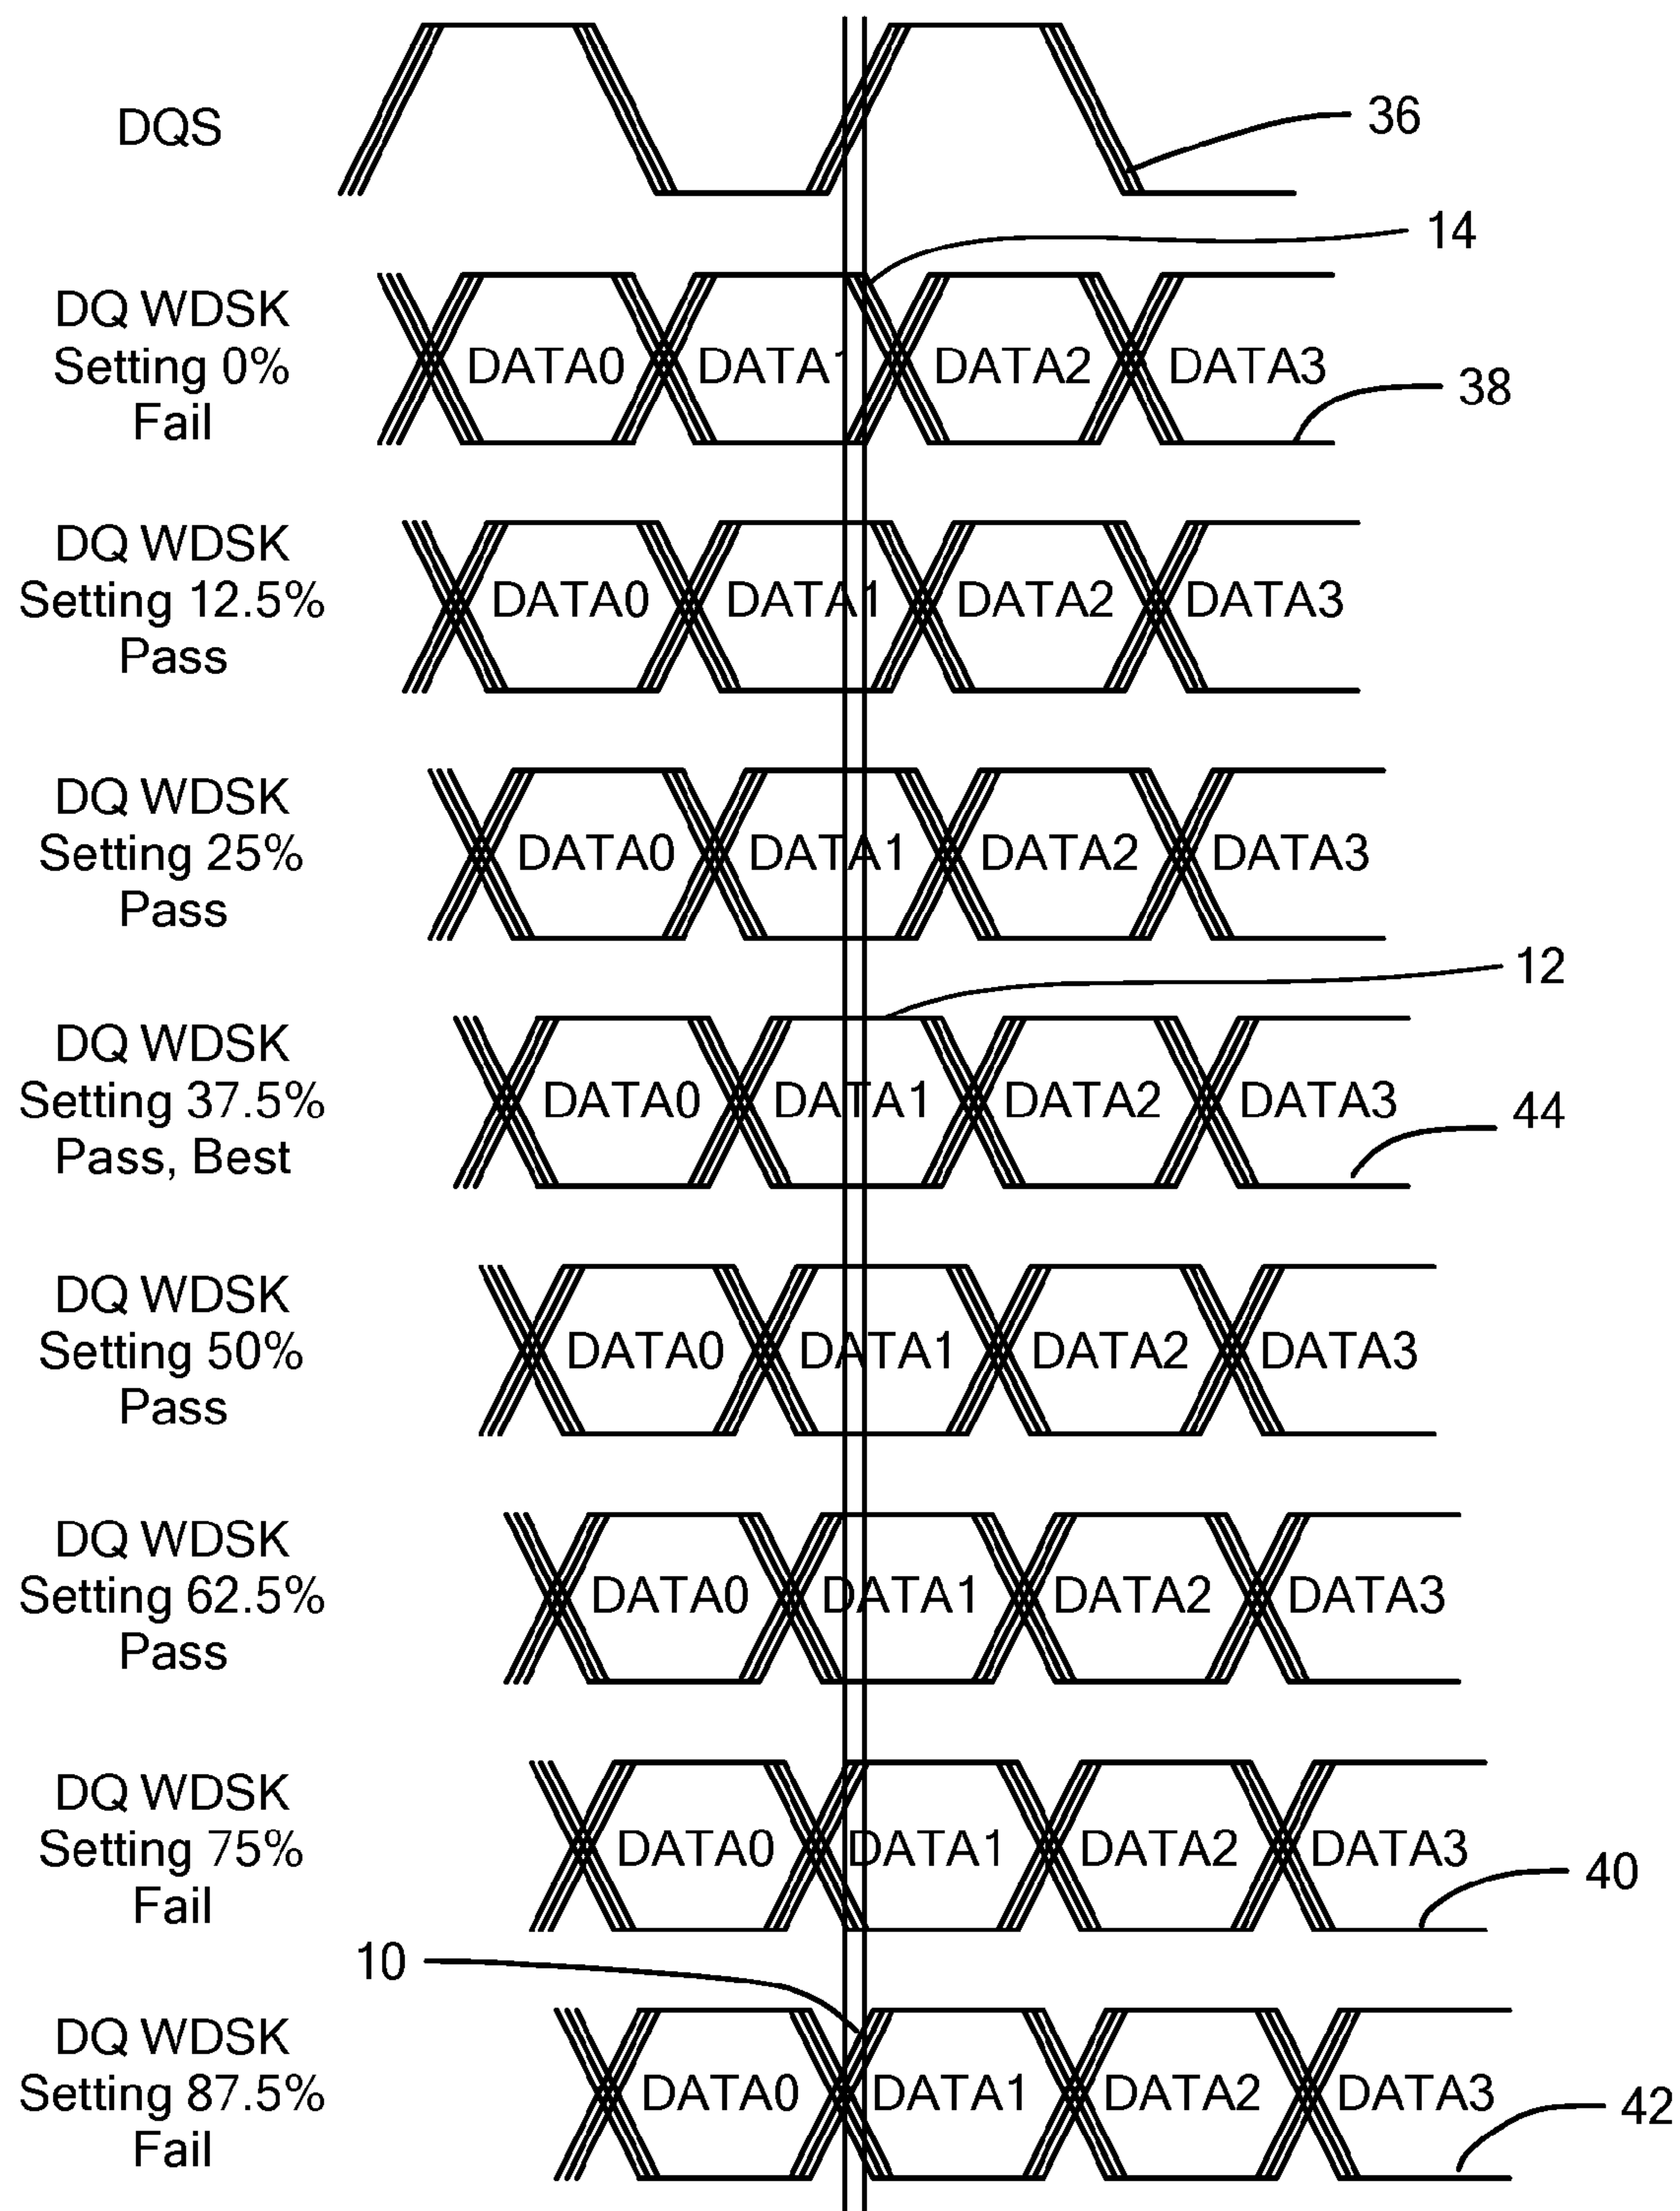 DQS
36
14
DQ WDSK
Setting 0%
Fail
DATA0 DATA1 DATA2 DATA3
38
DQ WDSK
Setting 12.5%
Pass
DATA0 DATA1 DATA2 DATA3
DQ WDSK
Setting 25%
Pass
DATA0 DATA1 DATA2 DATA3
12
DQ WDSK
Setting 37.5%
Pass, Best
DATA0 DATA1 DATA2 DATA3
44
DQ WDSK
Setting 50%
Pass
DATA0 DATA1 DATA2 DATA3
DQ WDSK
Setting 62.5%
Pass
DATA0 DATA1 DATA2 DATA3
DQ WDSK
Setting 75%
Fail
DATA0 DATA1 DATA2 DATA3
40
10
DQ WDSK
Setting 87.5%
Fail
DATA0 DATA1 DATA2 DATA3
42